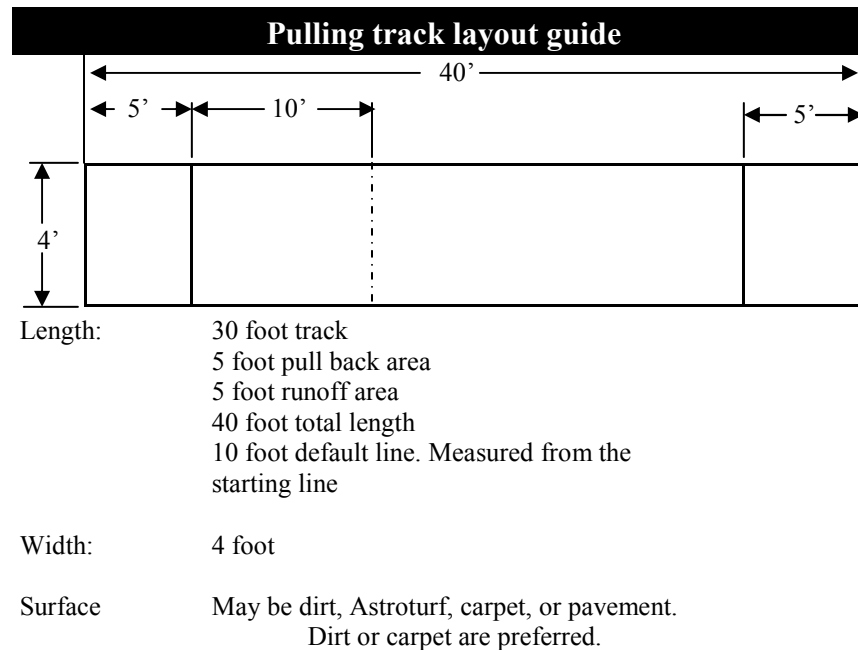 Pulling track layout guide
40’
5’ 10’ 5’
4’
Length: 30 foot track
5 foot pull back area
5 foot runoff area
40 foot total length
10 foot default line. Measured from the
starting line
Width: 4 foot
Surface May be dirt, Astroturf, carpet, or pavement.
Dirt or carpet are preferred.